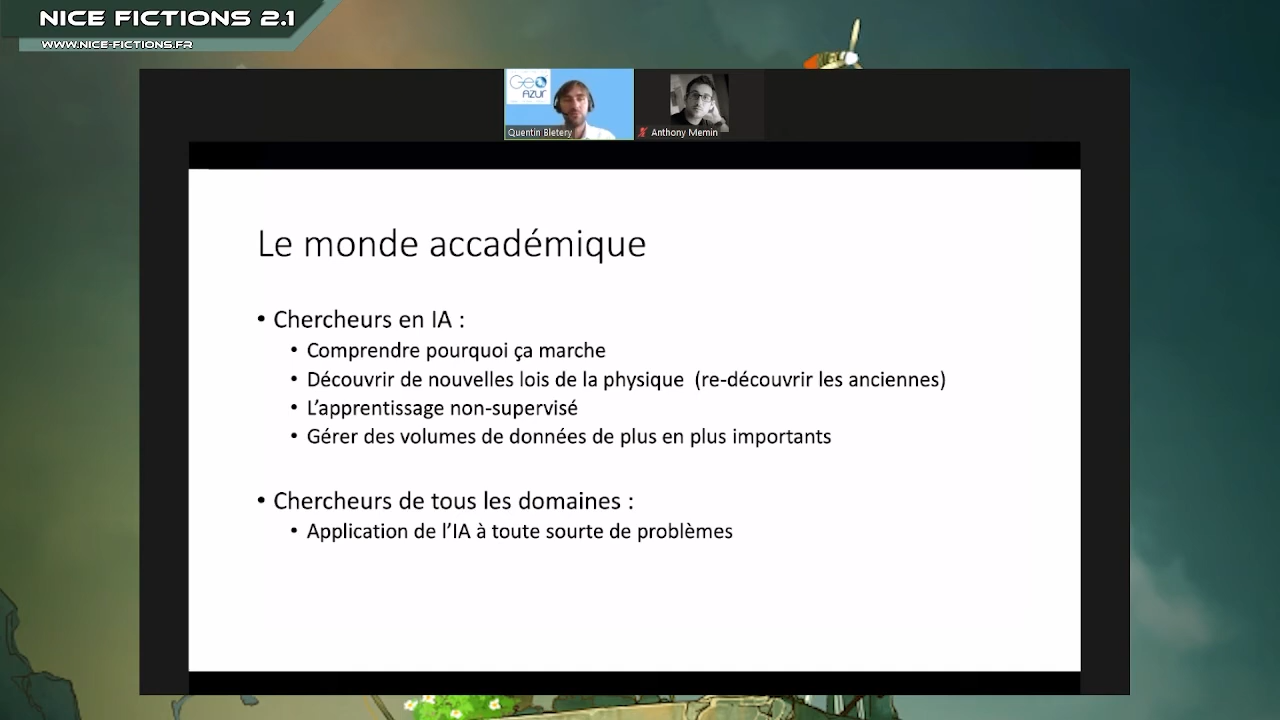 NICE FICTIONS 2.1
WWW.NICE-FICTIONS.FR
GEO
AZUR
Quentin Bletery
Anthony Memin
Le monde accadémique
• Chercheurs en IA :
• Comprendre pourquoi ça marche
• Découvrir de nouvelles lois de la physique (re-découvrir les anciennes)
• L'apprentissage non-supervisé
• Gérer des volumes de données de plus en plus importants
• Chercheurs de tous les domaines :
• Application de l'IA à toute sourte de problèmes